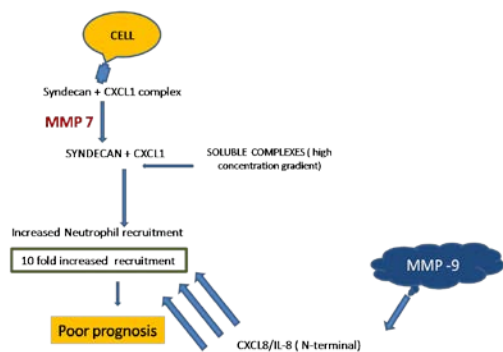 CELL
Syndecan + CXCL1 complex
MMP 7
SYNDECAN + CXCL1
SOLUBLE COMPLEXES ( high
concentration gradient)
Increased Neutrophil recruitment
10 fold increased recruitment
MMP -9
Poor prognosis
CXCL8/IL-8 ( N-terminal)